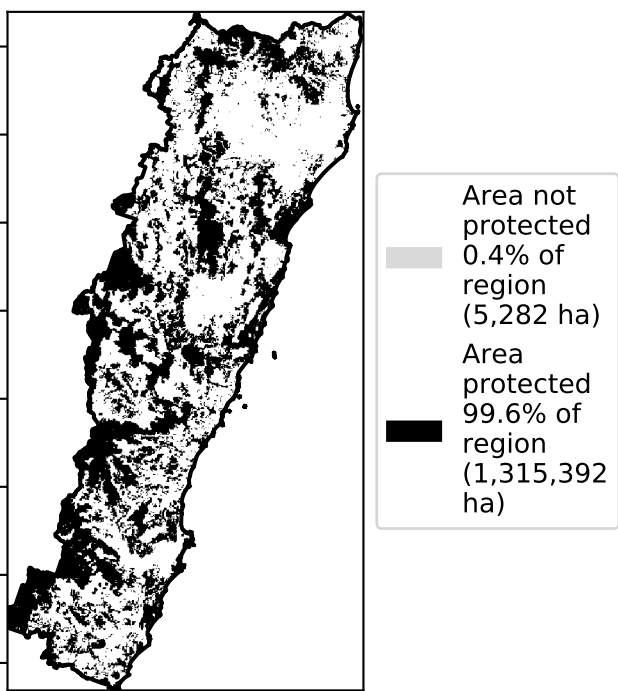 Area not
protected
0.4% of
region
(5,282 ha)
Area
protected
99.6% of
region
(1,315,392
ha)